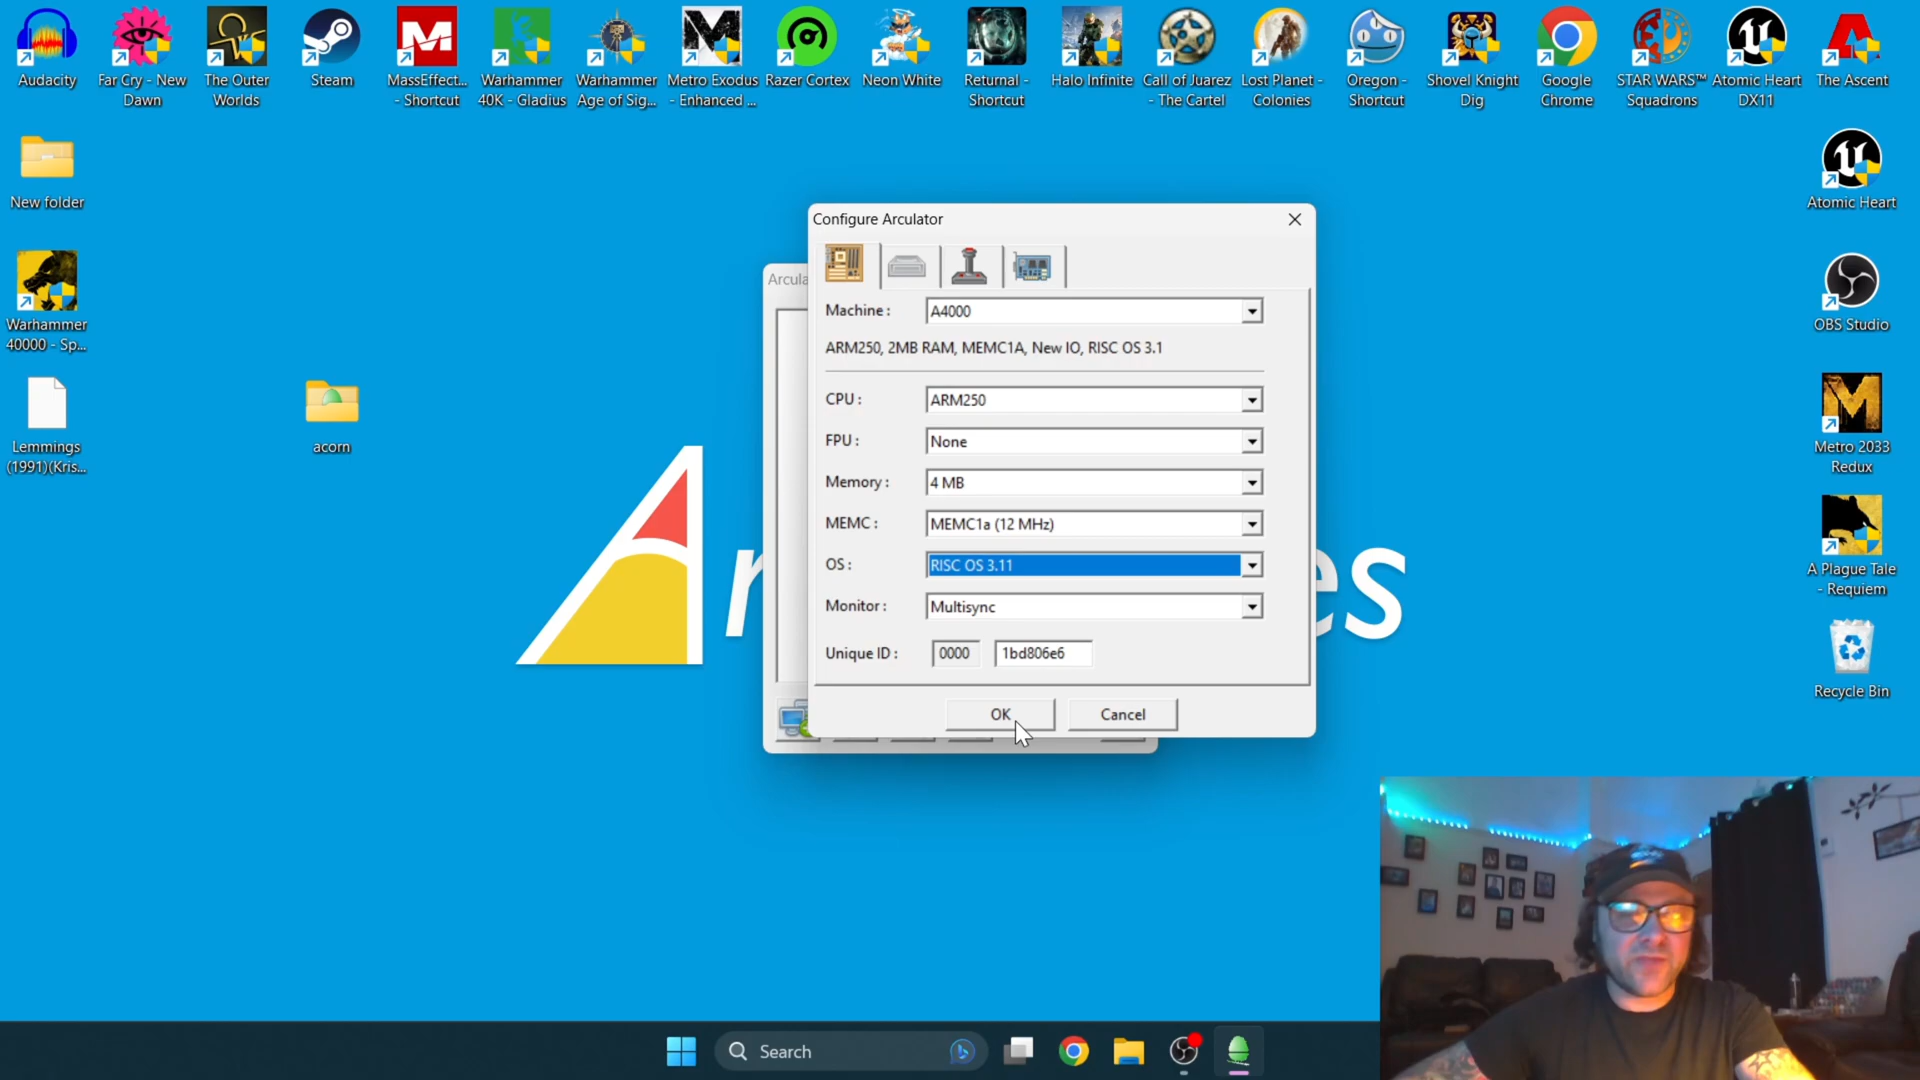 Audacity
Far Cry - New
Dawn
The Outer
Worlds
Steam
MassEffect...
- Shortcut
Warhammer
40K - Gladius
Warhammer
Age of Sig...
Metro Exodus
- Enhanced ...
Razer Cortex
Neon White
Returnal -
Shortcut
Halo Infinite
Call of Juarez
- The Cartel
Lost Planet -
Colonies
Oregon -
Shortcut
Shovel Knight
Dig
Google
Chrome
STAR WARS™
Squadrons
Atomic Heart
DX11
The Ascent
New folder
Warhammer
40000 - Sp...
Lemmings
(1991)(Kris...
acorn
Atomic Heart
OBS Studio
Metro 2033
Redux
A Plague Tale
- Requiem
Recycle Bin
Arcula
Configure Arculator
Machine :
A4000
ARM250, 2MB RAM, MEMC1A, New IO, RISC OS 3.1
CPU :
ARM250
FPU :
None
Memory :
4 MB
MEMC :
MEMC1a (12 MHz)
OS :
RISC OS 3.11
Monitor :
Multisync
Unique ID :
0000
1bd806e6
OK
Cancel
Search